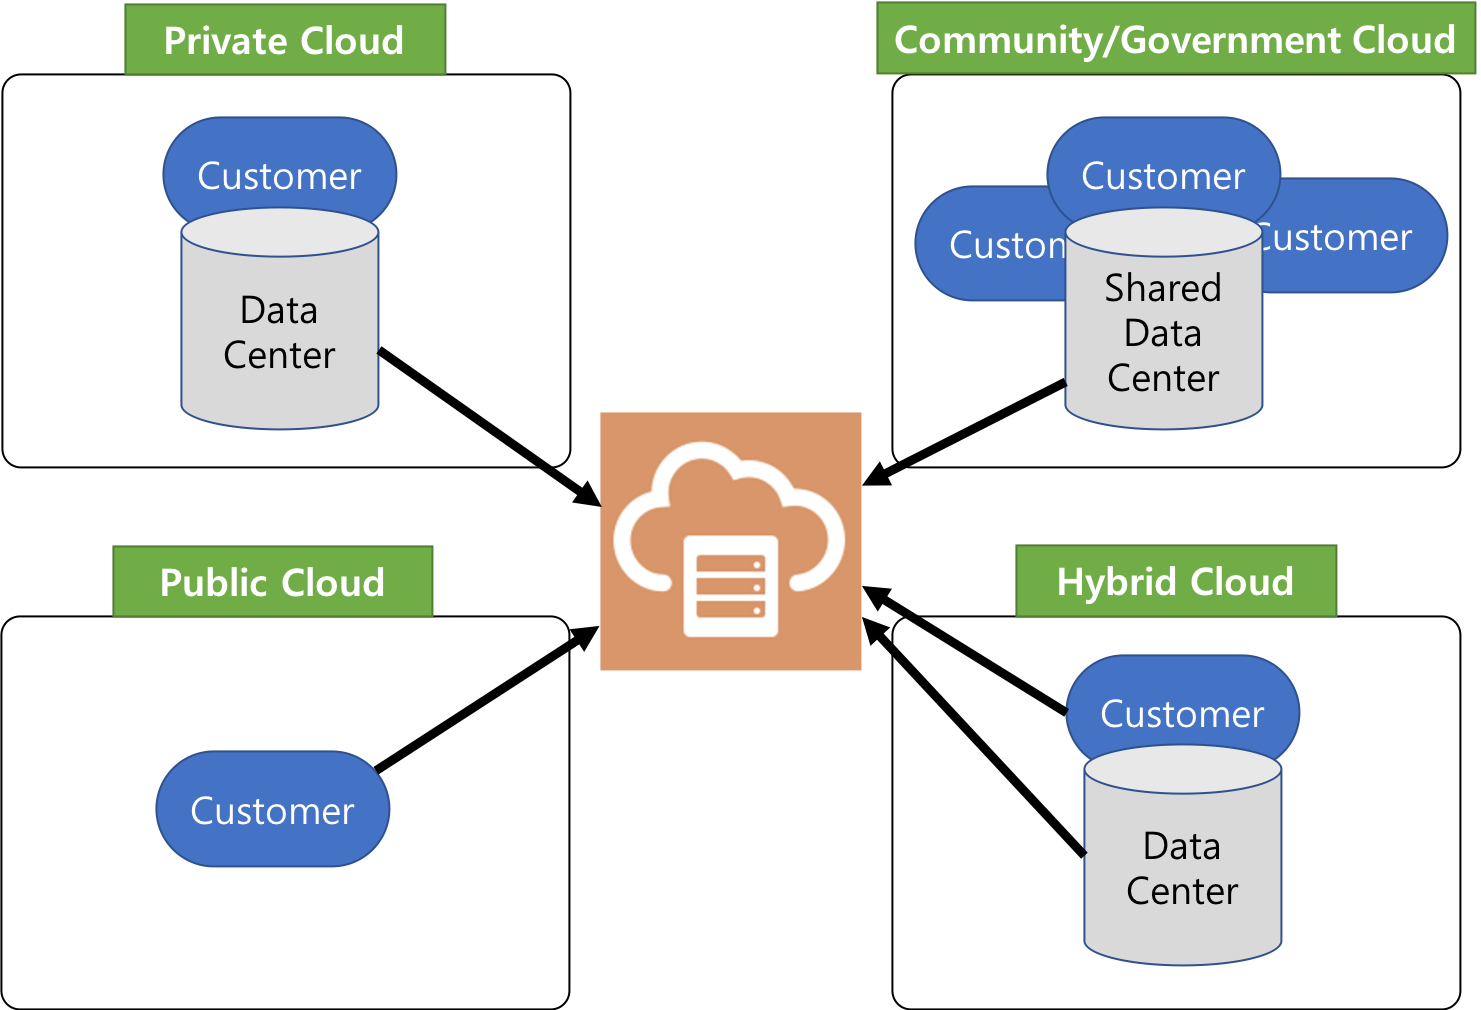 Private Cloud
Customer
Data
Center
Community/Government Cloud
Customer
Customer
Shared
Data
Center
Public Cloud
Customer
Hybrid Cloud
Customer
Data
Center